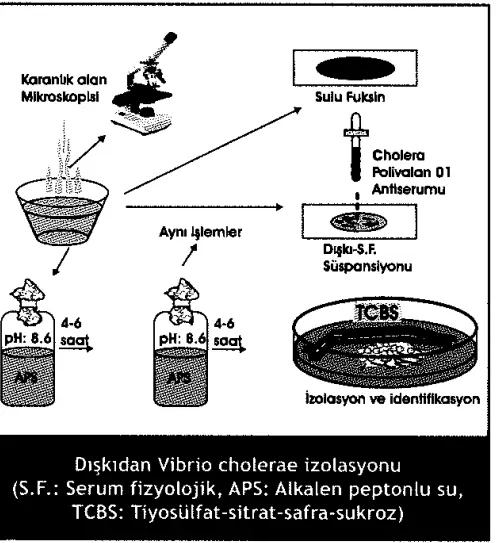 Karanlık alan
Mikroskopisi
Sulu Fuksin
Cholera
Polivalan 01
Antiserumu
Aynı İşlemler
Dışkı-S.F.
Süspansiyonu
4-6
saat
pH: 8.6
APS
4-6
saat
pH: 8.6
APS
TCBS
İzolasyon ve identifikasyon
Dışkıdan Vibrio cholerae izolasyonu
(S.F.: Serum fizyolojik, APS: Alkalen peptonlu su,
TCBS: Tiyosülfat-sitrat-safra-sukroz)